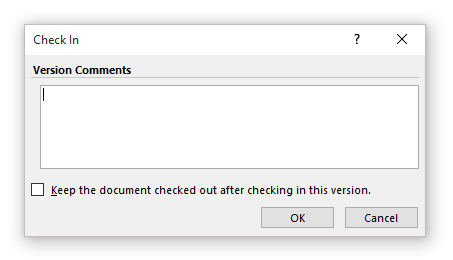 Check In ?
Version Comments
Keep the document checked out after checking in this version.
OK Cancel